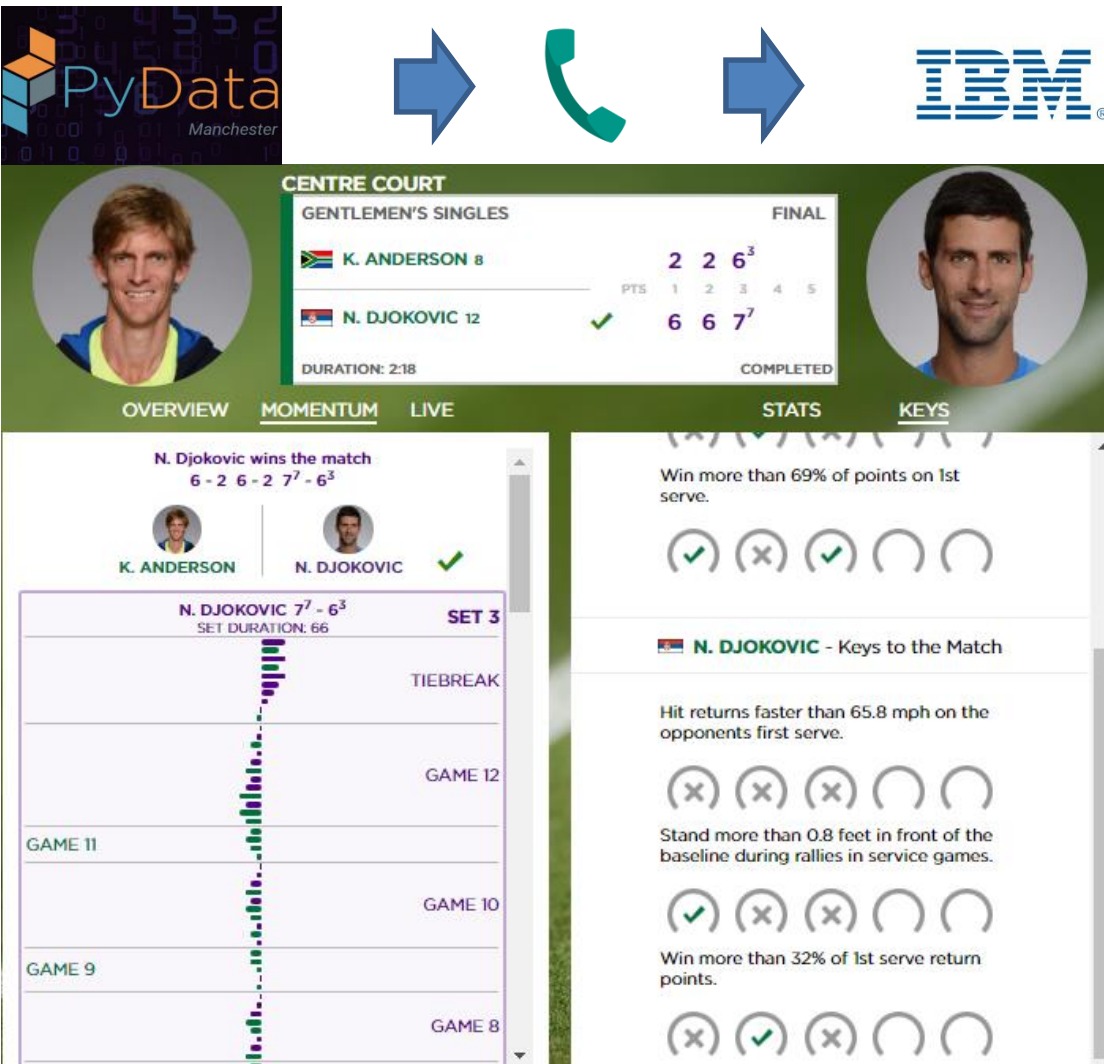 PyData
Manchester
IBM®
CENTRE COURT
GENTLEMEN'S SINGLES FINAL
K. ANDERSON 8 2 2 6³
PTS 1 2 3 4 5
N. DJOKOVIC 12 6 6 7⁷
DURATION: 2:18 COMPLETED
OVERVIEW MOMENTUM LIVE STATS KEYS
N. Djokovic wins the match
6 - 2 6 - 2 7⁷ - 6³
K. ANDERSON N. DJOKOVIC
N. DJOKOVIC 7⁷ - 6³ SET 3
SET DURATION: 66
TIEBREAK
GAME 12
GAME 11
GAME 10
GAME 9
GAME 8
Win more than 69% of points on 1st
serve.
N. DJOKOVIC - Keys to the Match
Hit returns faster than 65.8 mph on the
opponents first serve.
Stand more than 0.8 feet in front of the
baseline during rallies in service games.
Win more than 32% of 1st serve return
points.